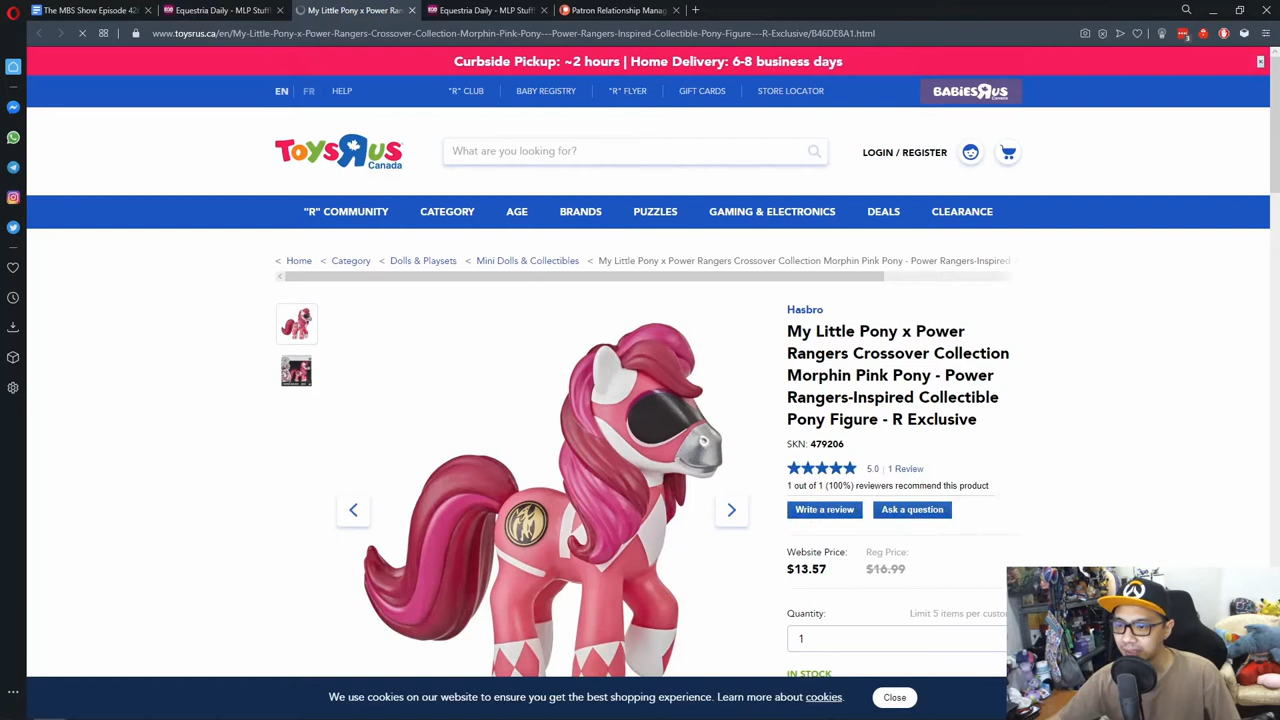 The MBS Show Episode 42
Equestria Daily - MLP Stuf
My Little Pony x Power Ran
Equestria Daily - MLP Stuff
Patron Relationship Manag
www.toysrus.ca/en/My-Little-Pony-x-Power-Rangers-Crossover-Collection-Morphin-Pink-Pony---Power-Rangers-Inspired-Collectible-Pony-Figure---R-Exclusive/B46DE8A1.html
Curbside Pickup: ~2 hours | Home Delivery: 6-8 business days
EN | FR HELP "R" CLUB BABY REGISTRY "R" FLYER GIFT CARDS STORE LOCATOR BABIES"R"US Canada
TOYS"R"US Canada
What are you looking for?
LOGIN / REGISTER
"R" COMMUNITY CATEGORY AGE BRANDS PUZZLES GAMING & ELECTRONICS DEALS CLEARANCE
< Home < Category < Dolls & Playsets < Mini Dolls & Collectibles < My Little Pony x Power Rangers Crossover Collection Morphin Pink Pony - Power Rangers-Inspired
Hasbro
My Little Pony x Power
Rangers Crossover Collection
Morphin Pink Pony - Power
Rangers-Inspired Collectible
Pony Figure - R Exclusive
SKN: 479206
5.0 | 1 Review
1 out of 1 (100%) reviewers recommend this product
Write a review Ask a question
Website Price: Reg Price:
$13.57 $16.99
Quantity: Limit 5 items per custo
1
IN STOCK
We use cookies on our website to ensure you get the best shopping experience. Learn more about cookies.
Close